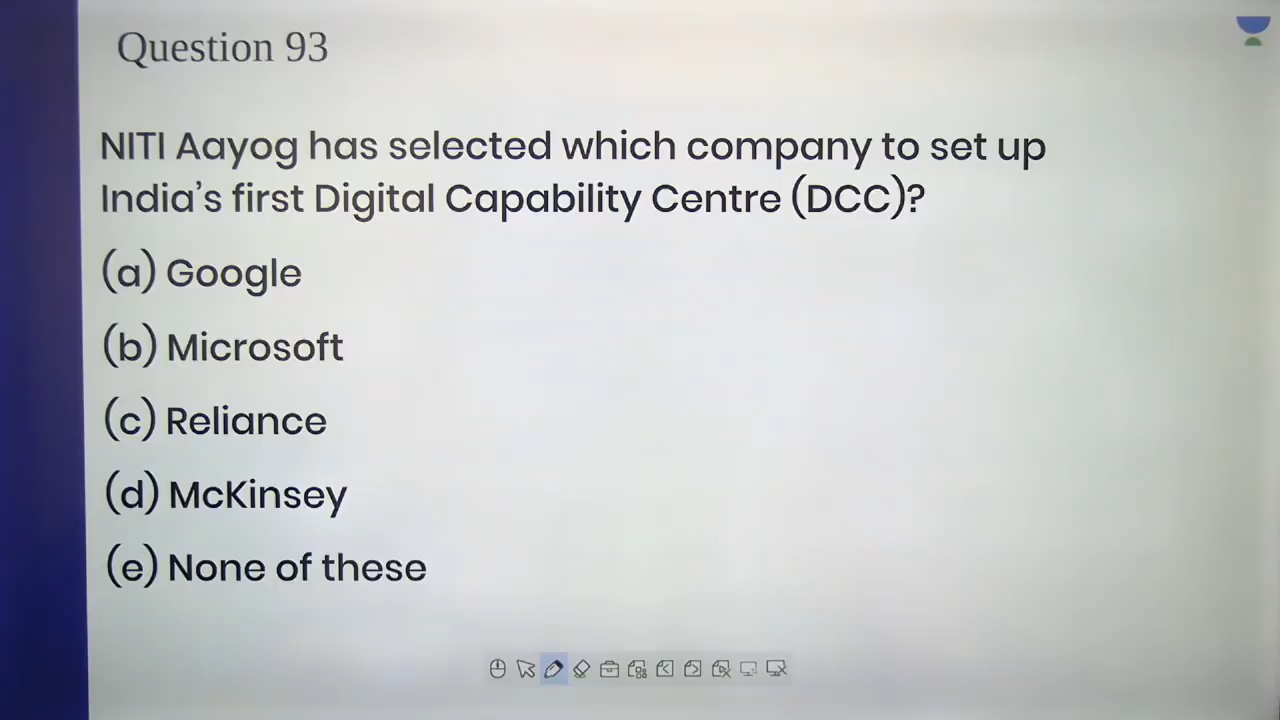 Question 93
NITI Aayog has selected which company to set up
India's first Digital Capability Centre (DCC)?
(a) Google
(b) Microsoft
(c) Reliance
(d) McKinsey
(e) None of these